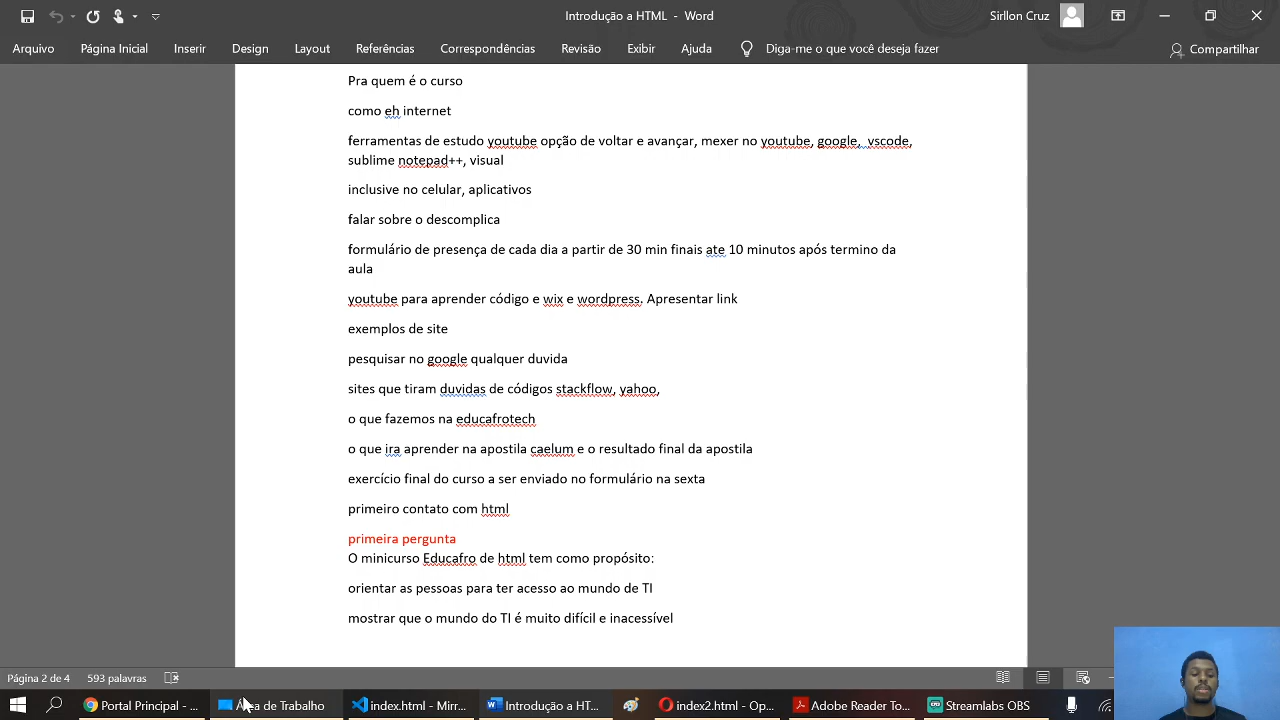 Introdução a HTML - Word
Sirllon Cruz
Arquivo Página Inicial Inserir Design Layout Referências Correspondências Revisão Exibir Ajuda Diga-me o que você deseja fazer Compartilhar
Pra quem é o curso
como eh internet
ferramentas de estudo youtube opção de voltar e avançar, mexer no youtube, google, vscode,
sublime notepad++, visual
inclusive no celular, aplicativos
falar sobre o descomplica
formulário de presença de cada dia a partir de 30 min finais ate 10 minutos após termino da
aula
youtube para aprender código e wix e wordpress. Apresentar link
exemplos de site
pesquisar no google qualquer duvida
sites que tiram duvidas de códigos stackflow, yahoo,
o que fazemos na educafrotech
o que ira aprender na apostila caelum e o resultado final da apostila
exercício final do curso a ser enviado no formulário na sexta
primeiro contato com html
primeira pergunta
O minicurso Educafro de html tem como propósito:
orientar as pessoas para ter acesso ao mundo de TI
mostrar que o mundo do TI é muito difícil e inacessível
Página 2 de 4 593 palavras
Portal Principal - ... Área de Trabalho index.html - Mirr... Introdução a HT... index2.html - Op... Adobe Reader To... Streamlabs OBS